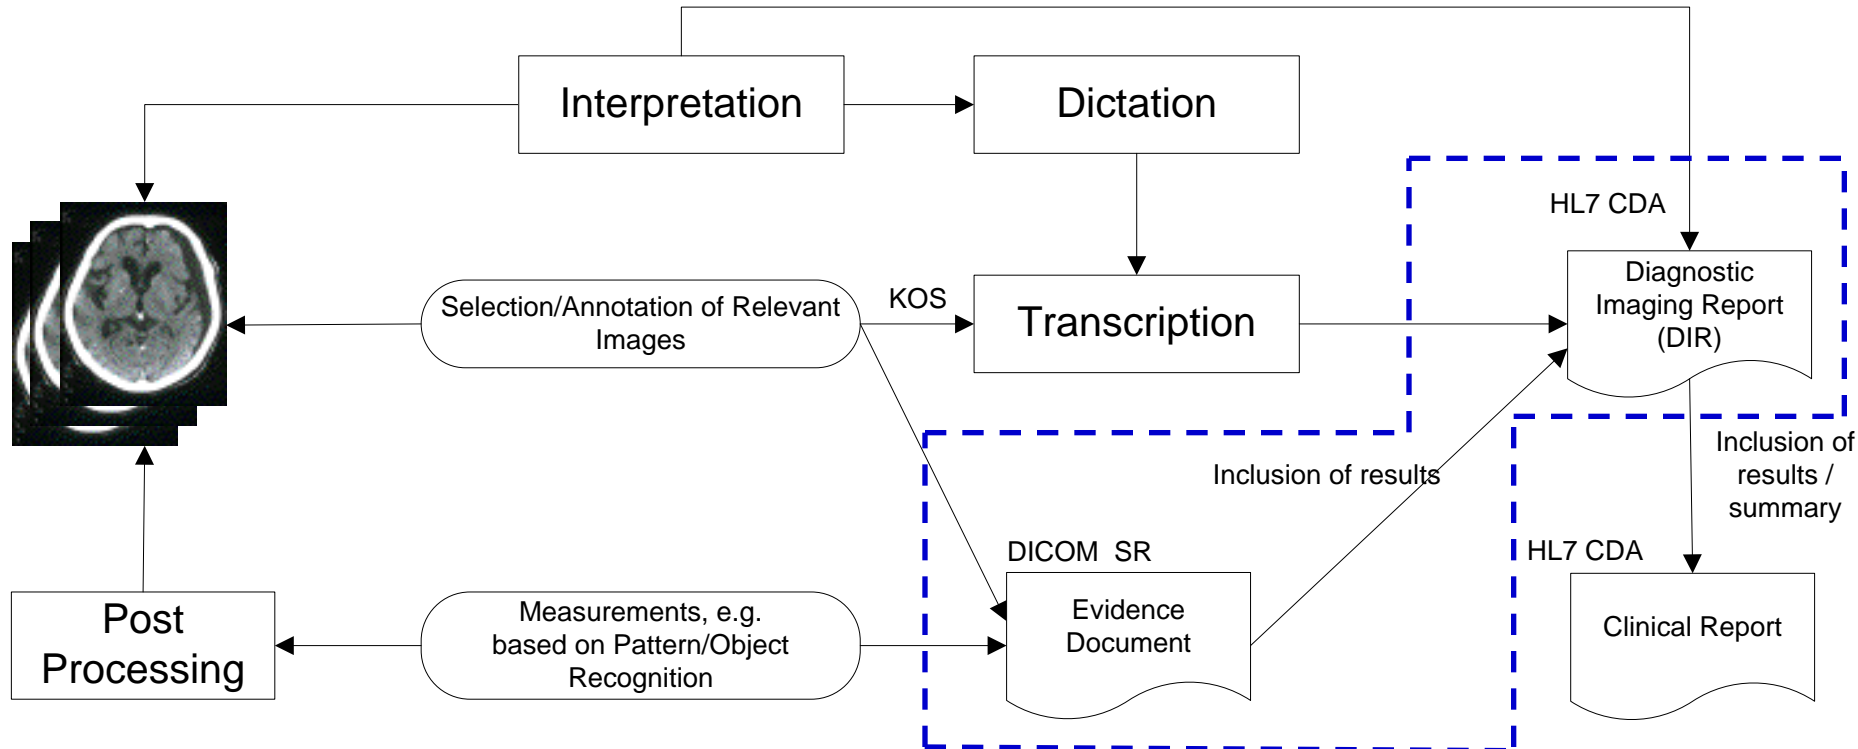 Interpretation
Dictation
HL7 CDA
Diagnostic
Imaging Report
(DIR)
Selection/Annotation of Relevant
Images
KOS
Transcription
Inclusion of
results /
summary
Inclusion of results
DICOM  SR
HL7 CDA
Post
Processing
Measurements, e.g.
based on Pattern/Object
Recognition
Evidence
Document
Clinical Report